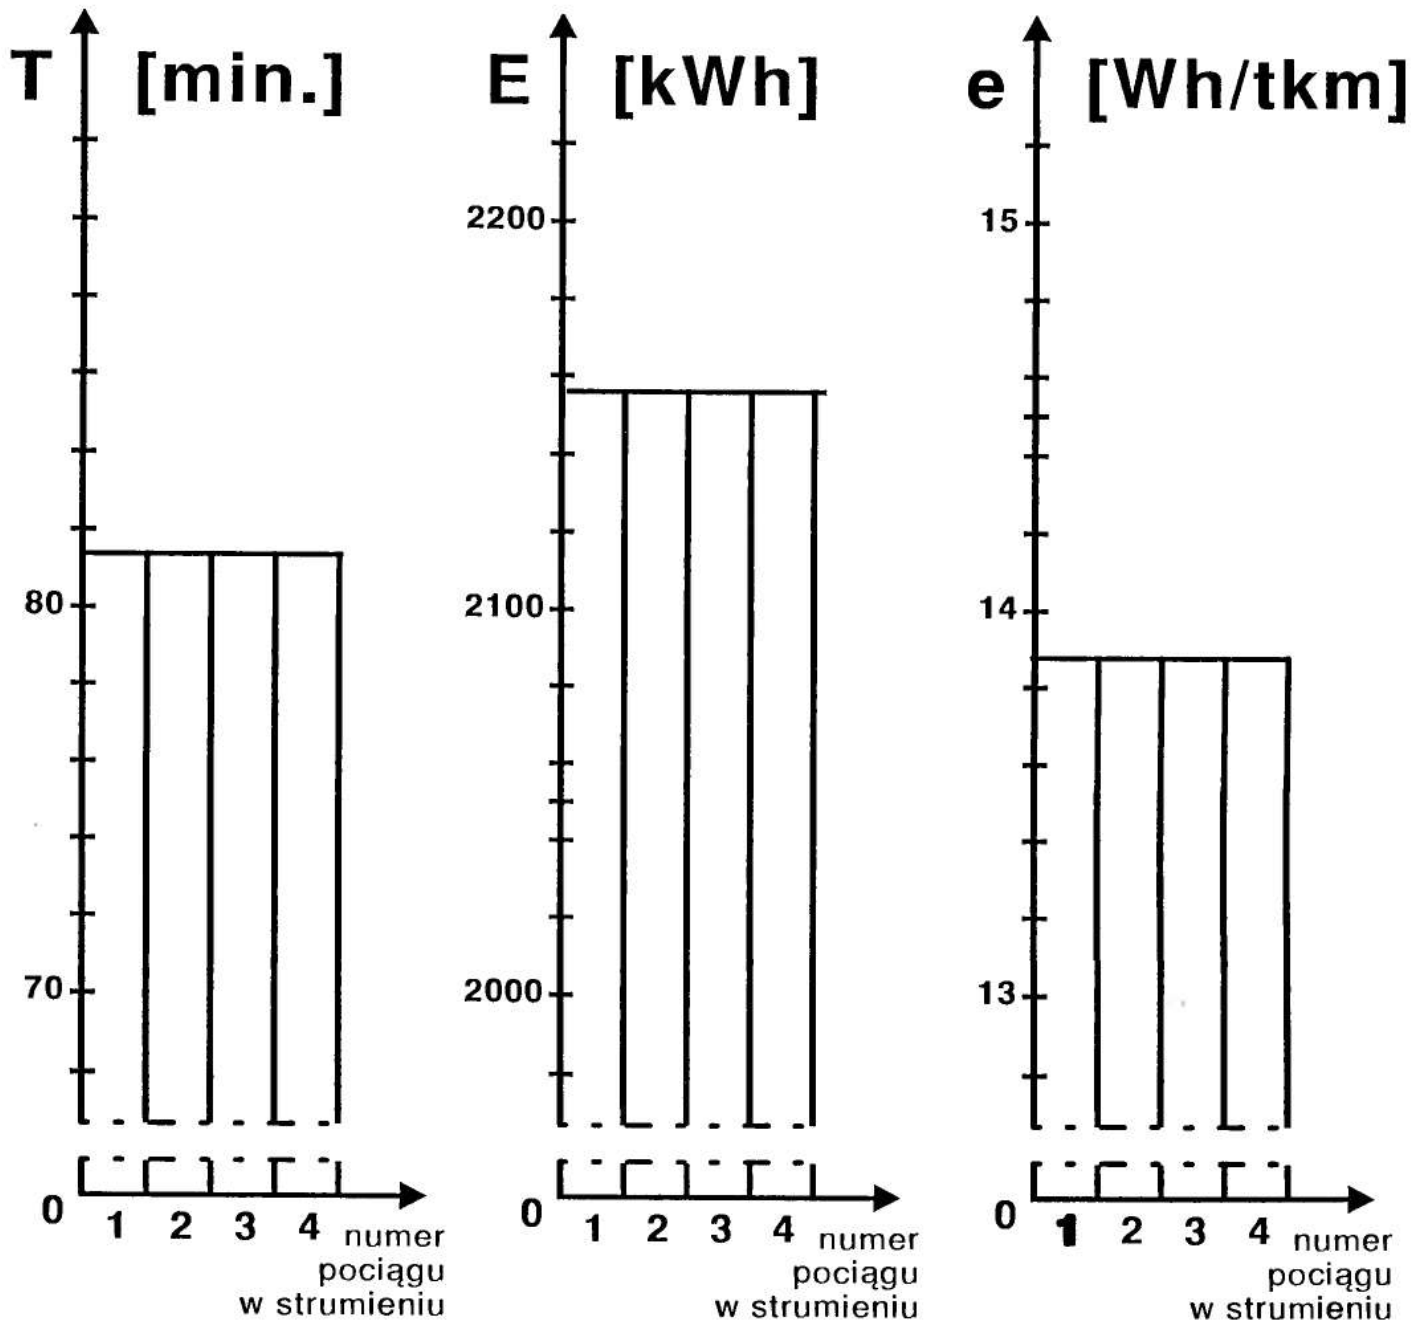 T [min.]
80
70
0
1 2 3 4 numer
pociągu
w strumieniu
E [kWh]
2200
2100
2000
0
1 2 3 4 numer
pociągu
w strumieniu
e [Wh/tkm]
15
14
13
0
1 2 3 4 numer
pociągu
w strumieniu